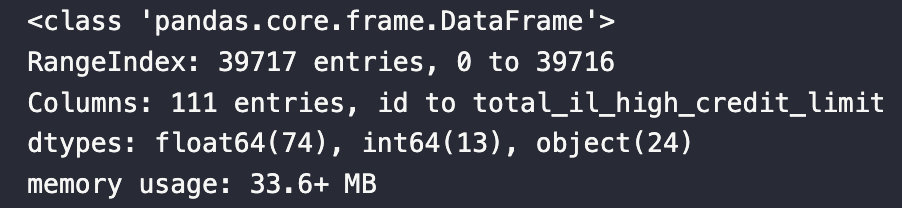 <class 'pandas.core.frame.DataFrame'>
RangeIndex: 39717 entries, 0 to 39716
Columns: 111 entries, id to total_il_high_credit_limit
dtypes: float64(74), int64(13), object(24)
memory usage: 33.6+ MB